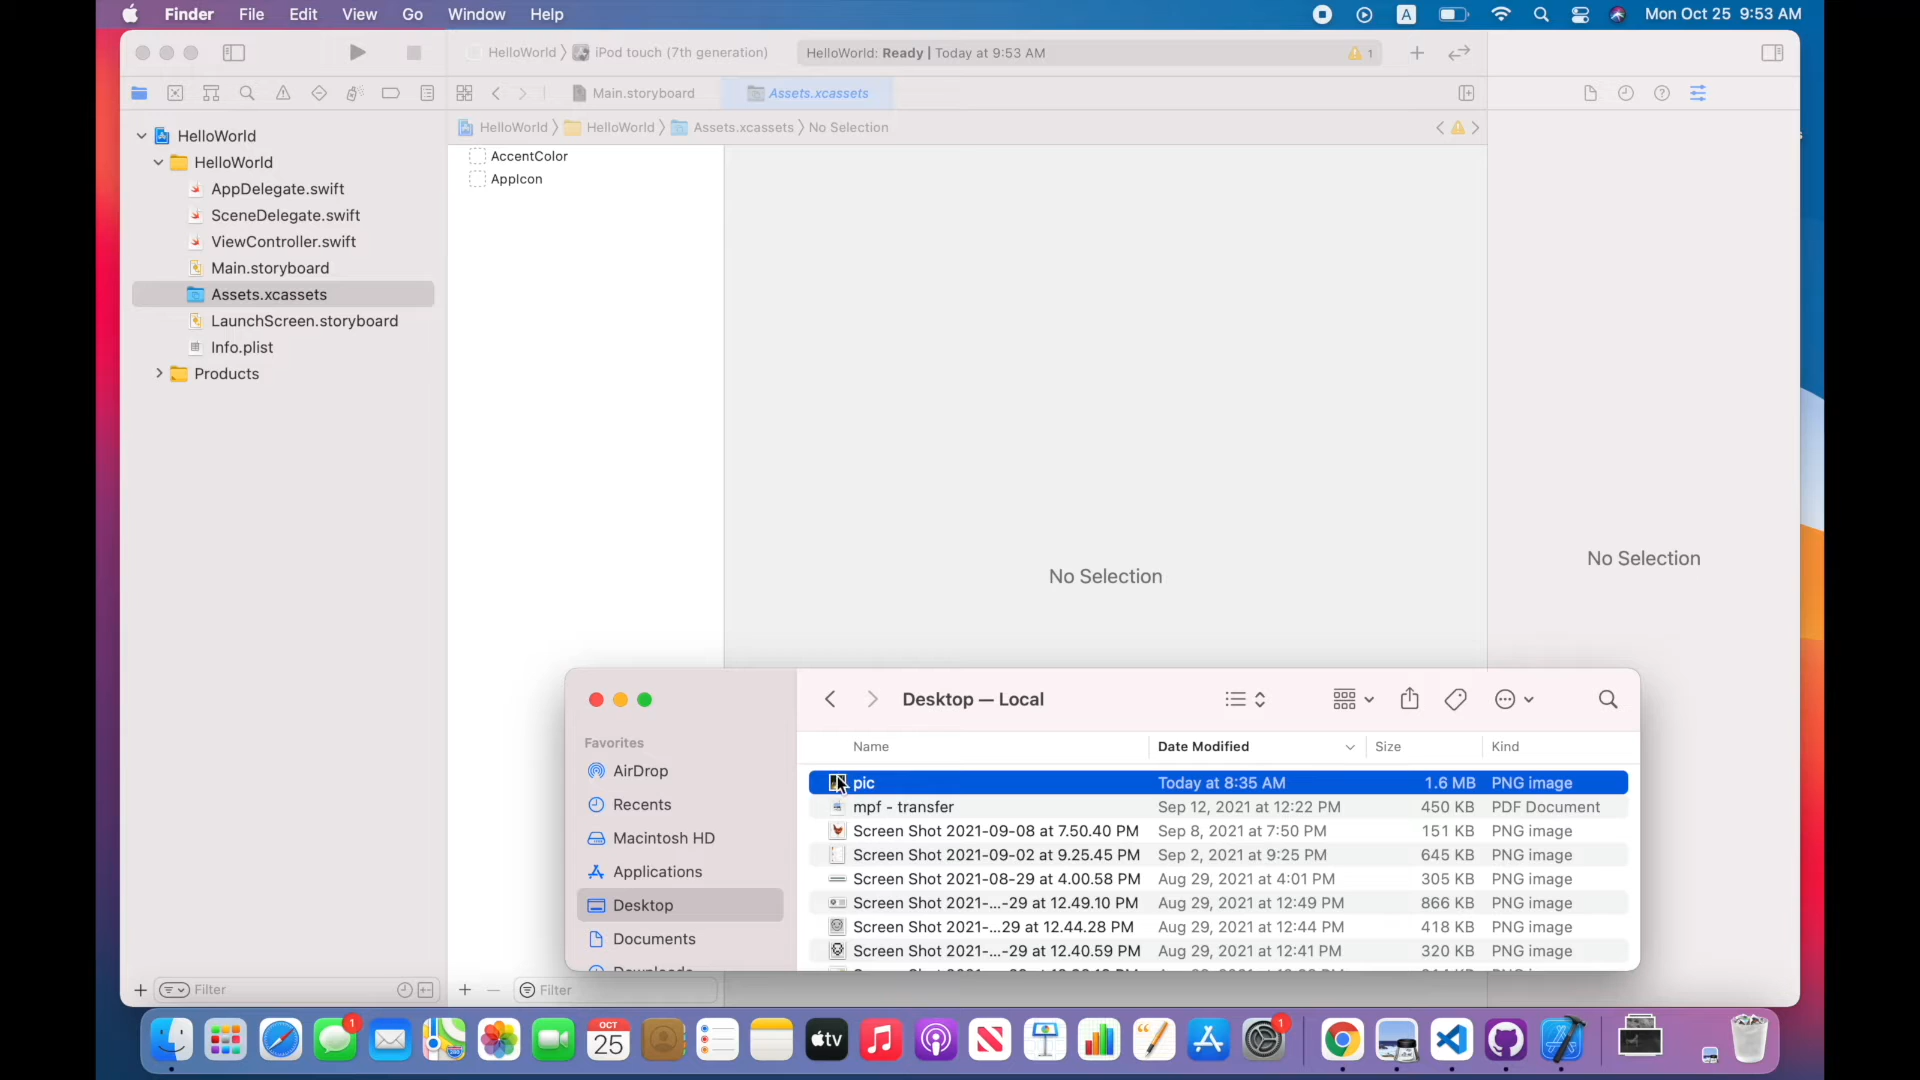 Finder File Edit View Go Window Help A Mon Oct 25 9:53 AM
HelloWorld iPod touch (7th generation) HelloWorld: Ready | Today at 9:53 AM 1
Main.storyboard Assets.xcassets
HelloWorld HelloWorld Assets.xcassets No Selection
HelloWorld
HelloWorld
AppDelegate.swift
SceneDelegate.swift
ViewController.swift
Main.storyboard
Assets.xcassets
LaunchScreen.storyboard
Info.plist
Products
AccentColor
AppIcon
No Selection
No Selection
Desktop — Local
Favorites
AirDrop
Recents
Macintosh HD
Applications
Desktop
Documents
Name Date Modified Size Kind
pic Today at 8:35 AM 1.6 MB PNG image
mpf - transfer Sep 12, 2021 at 12:22 PM 450 KB PDF Document
Screen Shot 2021-09-08 at 7.50.40 PM Sep 8, 2021 at 7:50 PM 151 KB PNG image
Screen Shot 2021-09-02 at 9.25.45 PM Sep 2, 2021 at 9:25 PM 645 KB PNG image
Screen Shot 2021-08-29 at 4.00.58 PM Aug 29, 2021 at 4:01 PM 305 KB PNG image
Screen Shot 2021-...-29 at 12.49.10 PM Aug 29, 2021 at 12:49 PM 866 KB PNG image
Screen Shot 2021-...29 at 12.44.28 PM Aug 29, 2021 at 12:44 PM 418 KB PNG image
Screen Shot 2021-...-29 at 12.40.59 PM Aug 29, 2021 at 12:41 PM 320 KB PNG image
Filter
Filter
1
OCT
25
tv
1